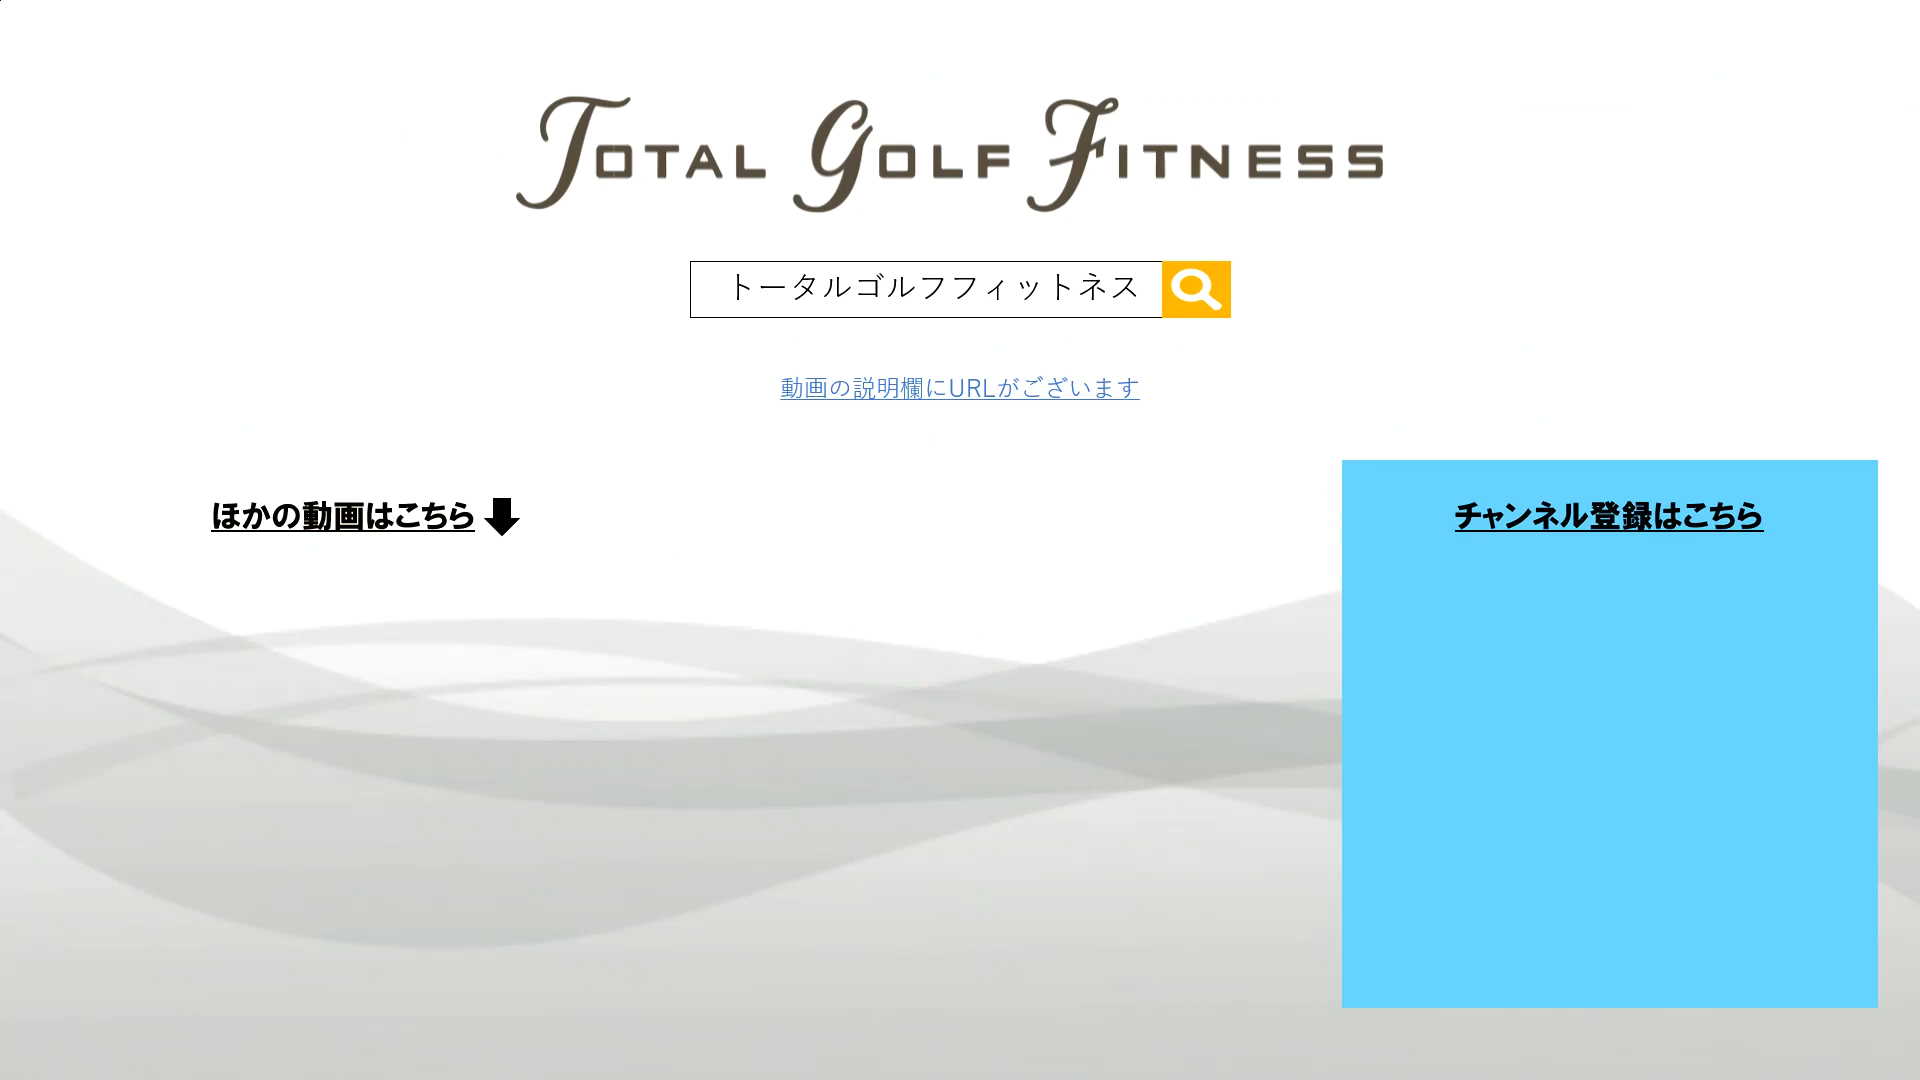 TOTAL GOLF FITNESS
トータルゴルフフィットネス
動画の説明欄にURLがございます
ほかの動画はこちら
チャンネル登録はこちら